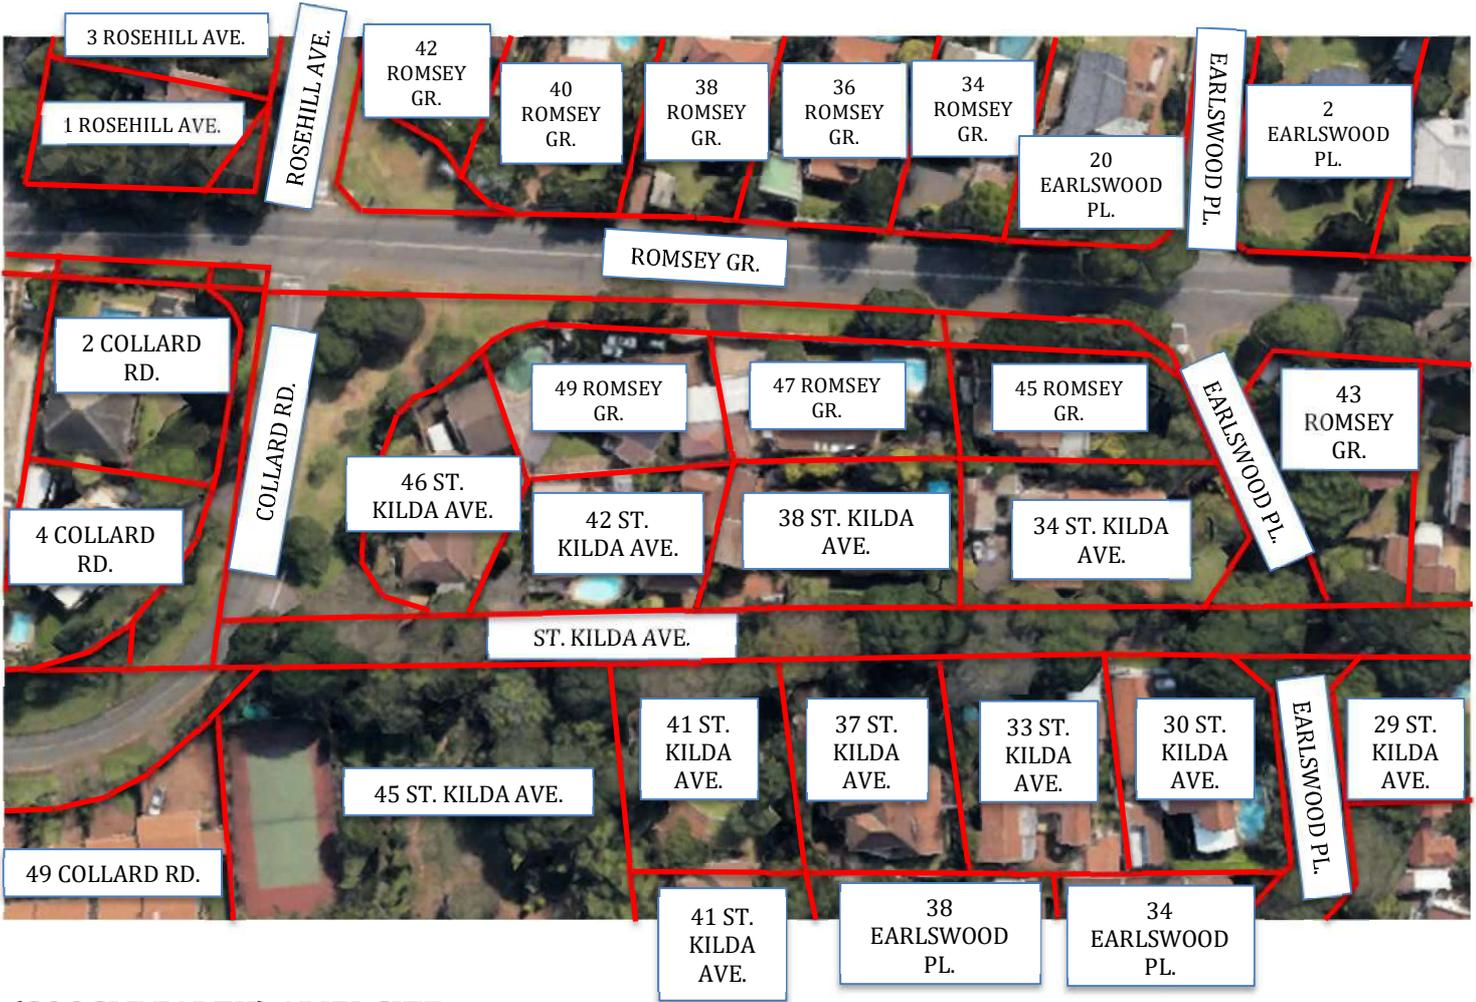 3 ROSEHILL AVE.
1 ROSEHILL AVE.
ROSEHILL AVE.
42
ROMSEY
GR.
40
ROMSEY
GR.
38
ROMSEY
GR.
36
ROMSEY
GR.
34
ROMSEY
GR.
20
EARLSWOOD
PL.
EARLSWOOD PL.
2
EARLSWOOD
PL.
ROMSEY GR.
2 COLLARD
RD.
4 COLLARD
RD.
COLLARD RD.
49 ROMSEY
GR.
47 ROMSEY
GR.
45 ROMSEY
GR.
EARLSWOOD PL.
43
ROMSEY
GR.
46 ST.
KILDA AVE.
42 ST.
KILDA AVE.
38 ST. KILDA
AVE.
34 ST. KILDA
AVE.
ST. KILDA AVE.
45 ST. KILDA AVE.
49 COLLARD RD.
41 ST.
KILDA
AVE.
37 ST.
KILDA
AVE.
33 ST.
KILDA
AVE.
30 ST.
KILDA
AVE.
EARLSWOOD PL.
29 ST.
KILDA
AVE.
41 ST.
KILDA
AVE.
38
EARLSWOOD
PL.
34
EARLSWOOD
PL.